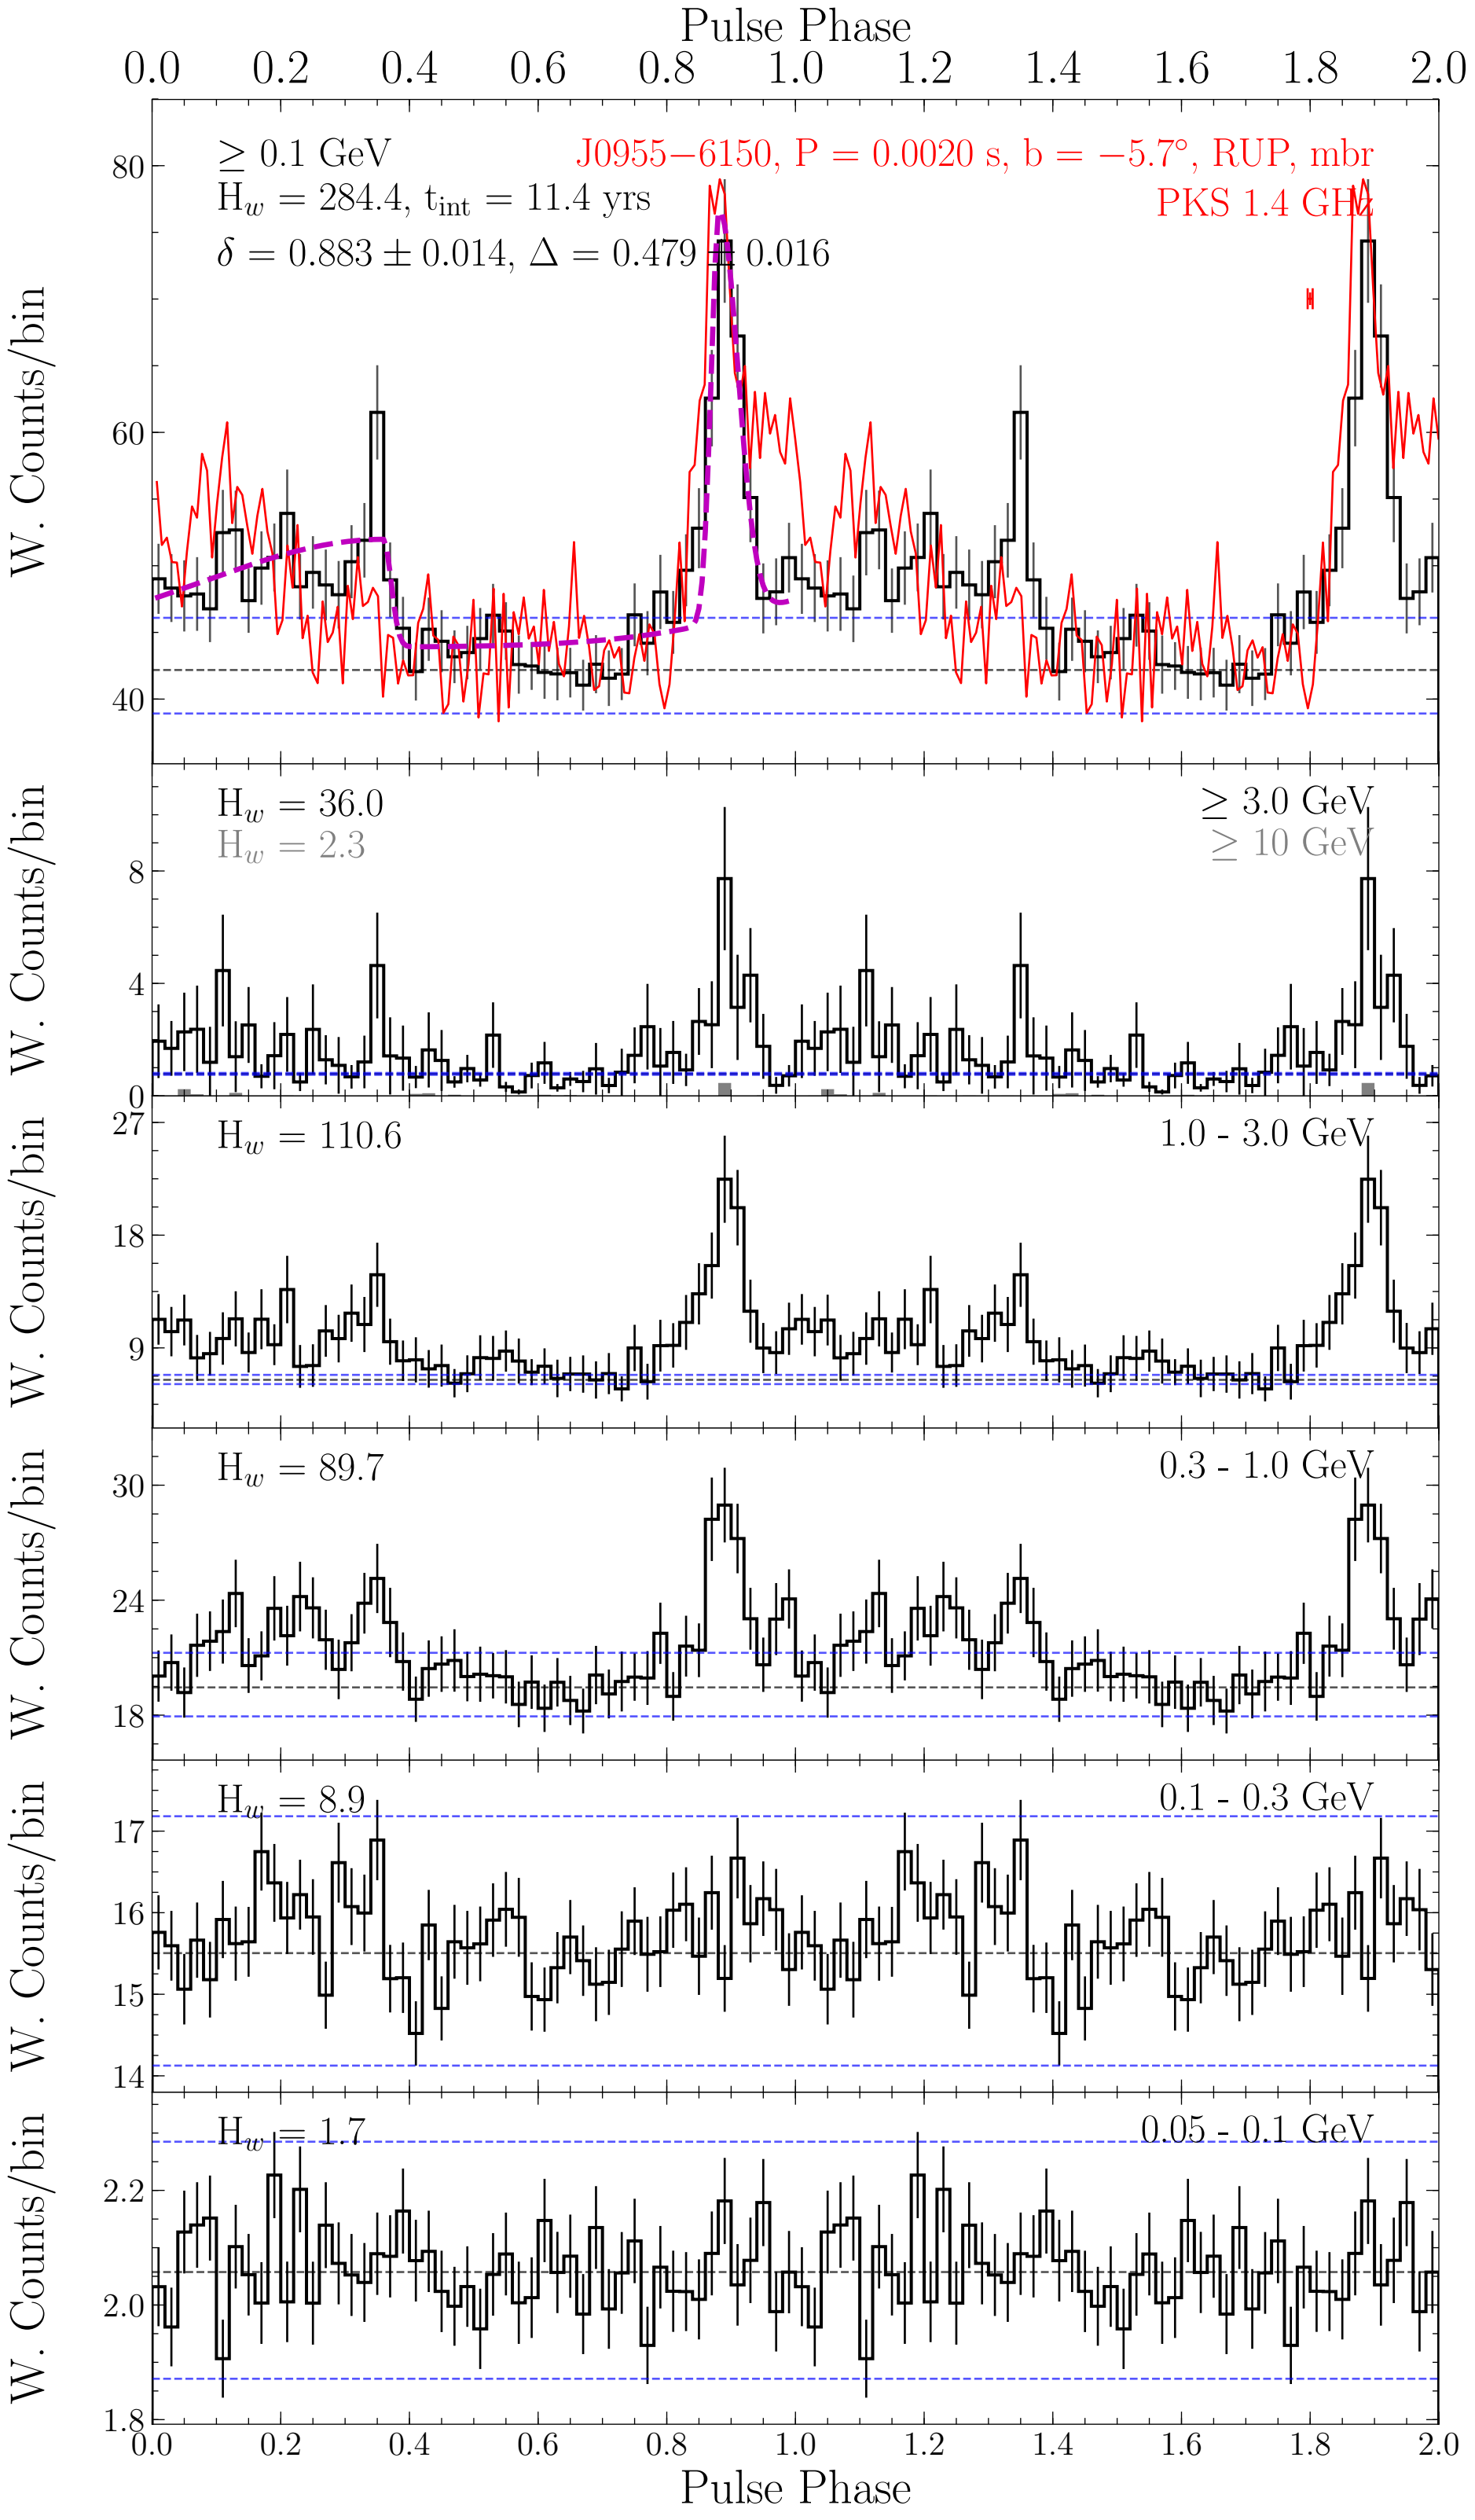 Pulse Phase
0.0 0.2 0.4 0.6 0.8 1.0 1.2 1.4 1.6 1.8 2.0
≥ 0.1 GeV
J0955−6150, P = 0.0020 s, b = −5.7°, RUP, mbr
H_w = 284.4, t_int = 11.4 yrs
PKS 1.4 GHz
δ = 0.883 ± 0.014, Δ = 0.479 ± 0.016
W. Counts/bin
80
60
40
H_w = 36.0
≥ 3.0 GeV
H_w = 2.3
≥ 10 GeV
W. Counts/bin
8
4
0
H_w = 110.6
1.0 - 3.0 GeV
W. Counts/bin
27
18
9
H_w = 89.7
0.3 - 1.0 GeV
W. Counts/bin
30
24
18
H_w = 8.9
0.1 - 0.3 GeV
W. Counts/bin
17
16
15
14
H_w = 1.7
0.05 - 0.1 GeV
W. Counts/bin
2.2
2.0
1.8
0.0 0.2 0.4 0.6 0.8 1.0 1.2 1.4 1.6 1.8 2.0
Pulse Phase